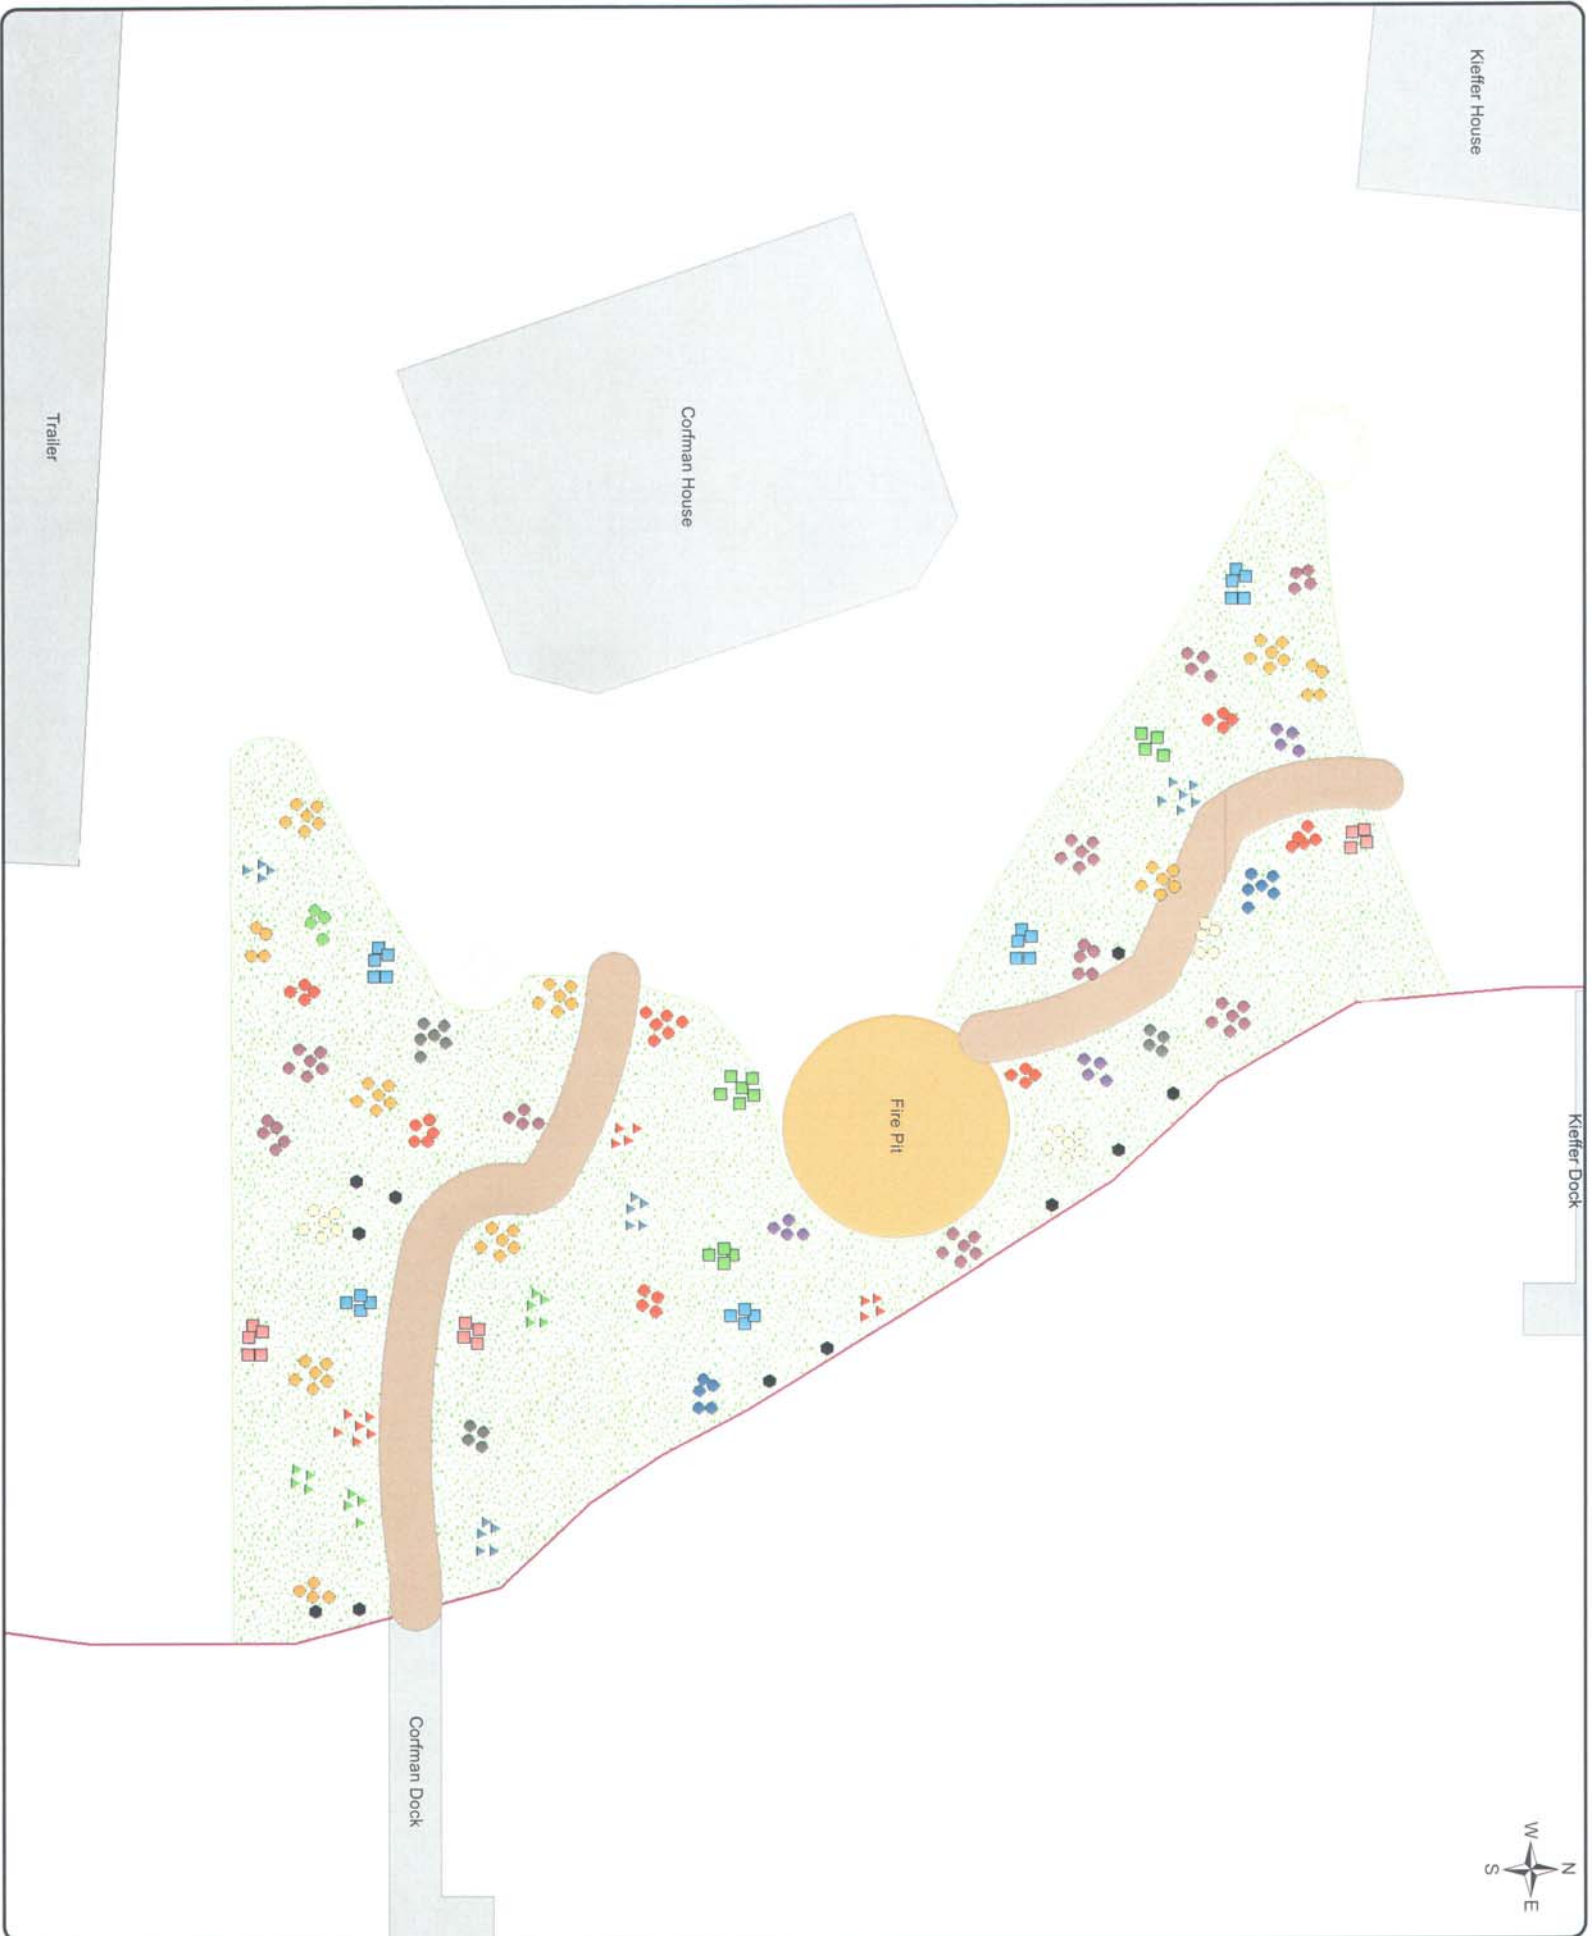 Kieffer House
Trailer
Corfman House
Fire Pit
Kieffer Dock
Corfman Dock
N
W
E
S